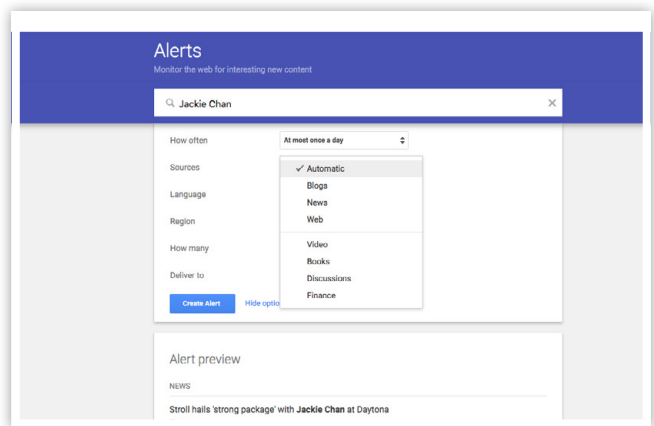 Alerts
Monitor the web for interesting new content
Jackie Chan
How often
At most once a day
Sources
Automatic
Blogs
Language
News
Region
Web
How many
Video
Books
Deliver to
Discussions
Finance
Create Alert
Hide optio
Alert preview
NEWS
Stroll hails 'strong package' with Jackie Chan at Daytona